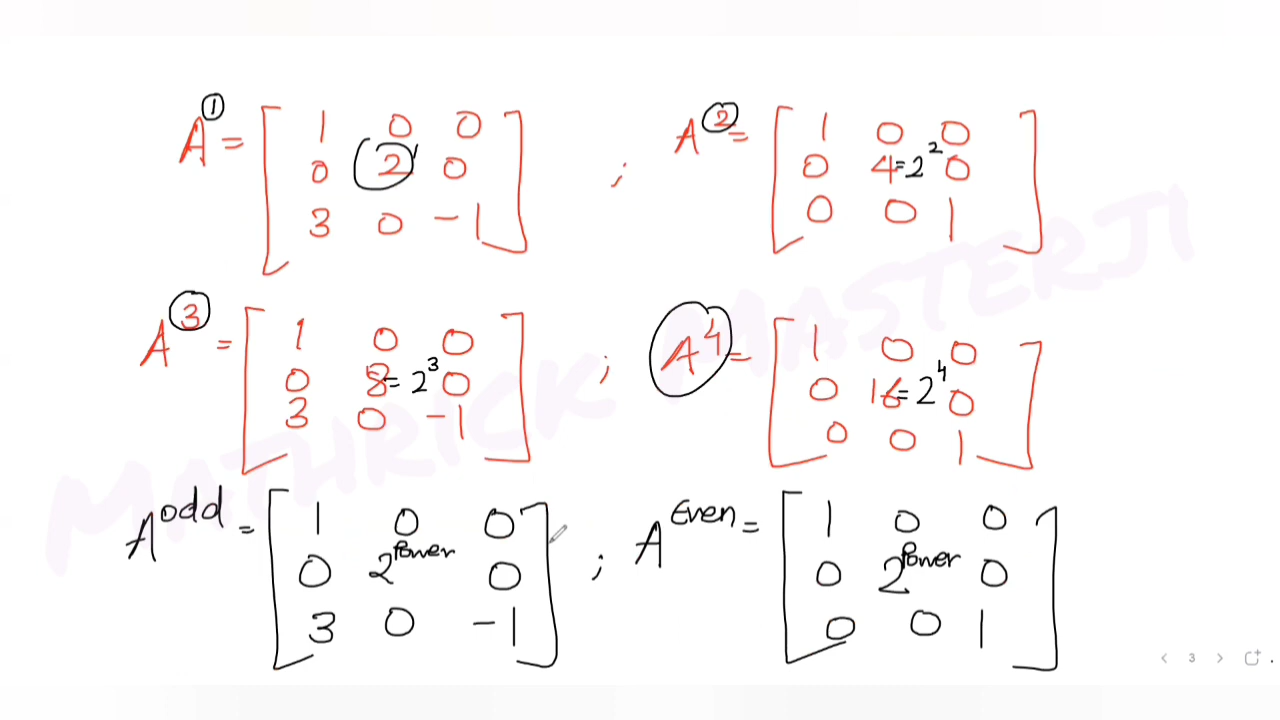 A^① = [ 1 0 0 ; A^② = [ 1 0 0
0 2^1 0 ] 0 4=2^2 0 ]
3 0 -1 0 0 1
A^③ = [ 1 0 0 ; A^4 = [ 1 0 0
0 8=2^3 0 ] 0 16=2^4 0 ]
3 0 -1 0 0 1
MATHRICK MASTERJI
A^odd = [ 1 0 0 ; A^Even = [ 1 0 0
0 2^Power 0 ] 0 2^Power 0 ]
3 0 -1 0 0 1
< 3 >